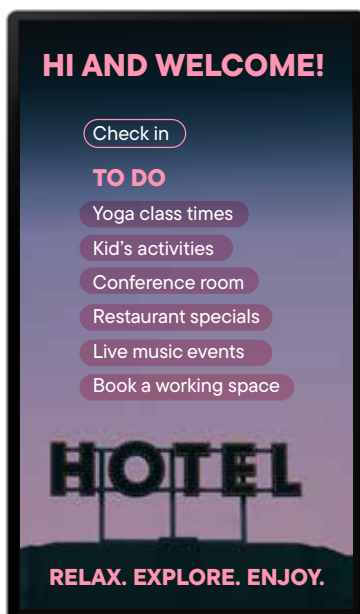 HI AND WELCOME!
Check in
TO DO
Yoga class times
Kid's activities
Conference room
Restaurant specials
Live music events
Book a working space
HOTEL
RELAX. EXPLORE. ENJOY.